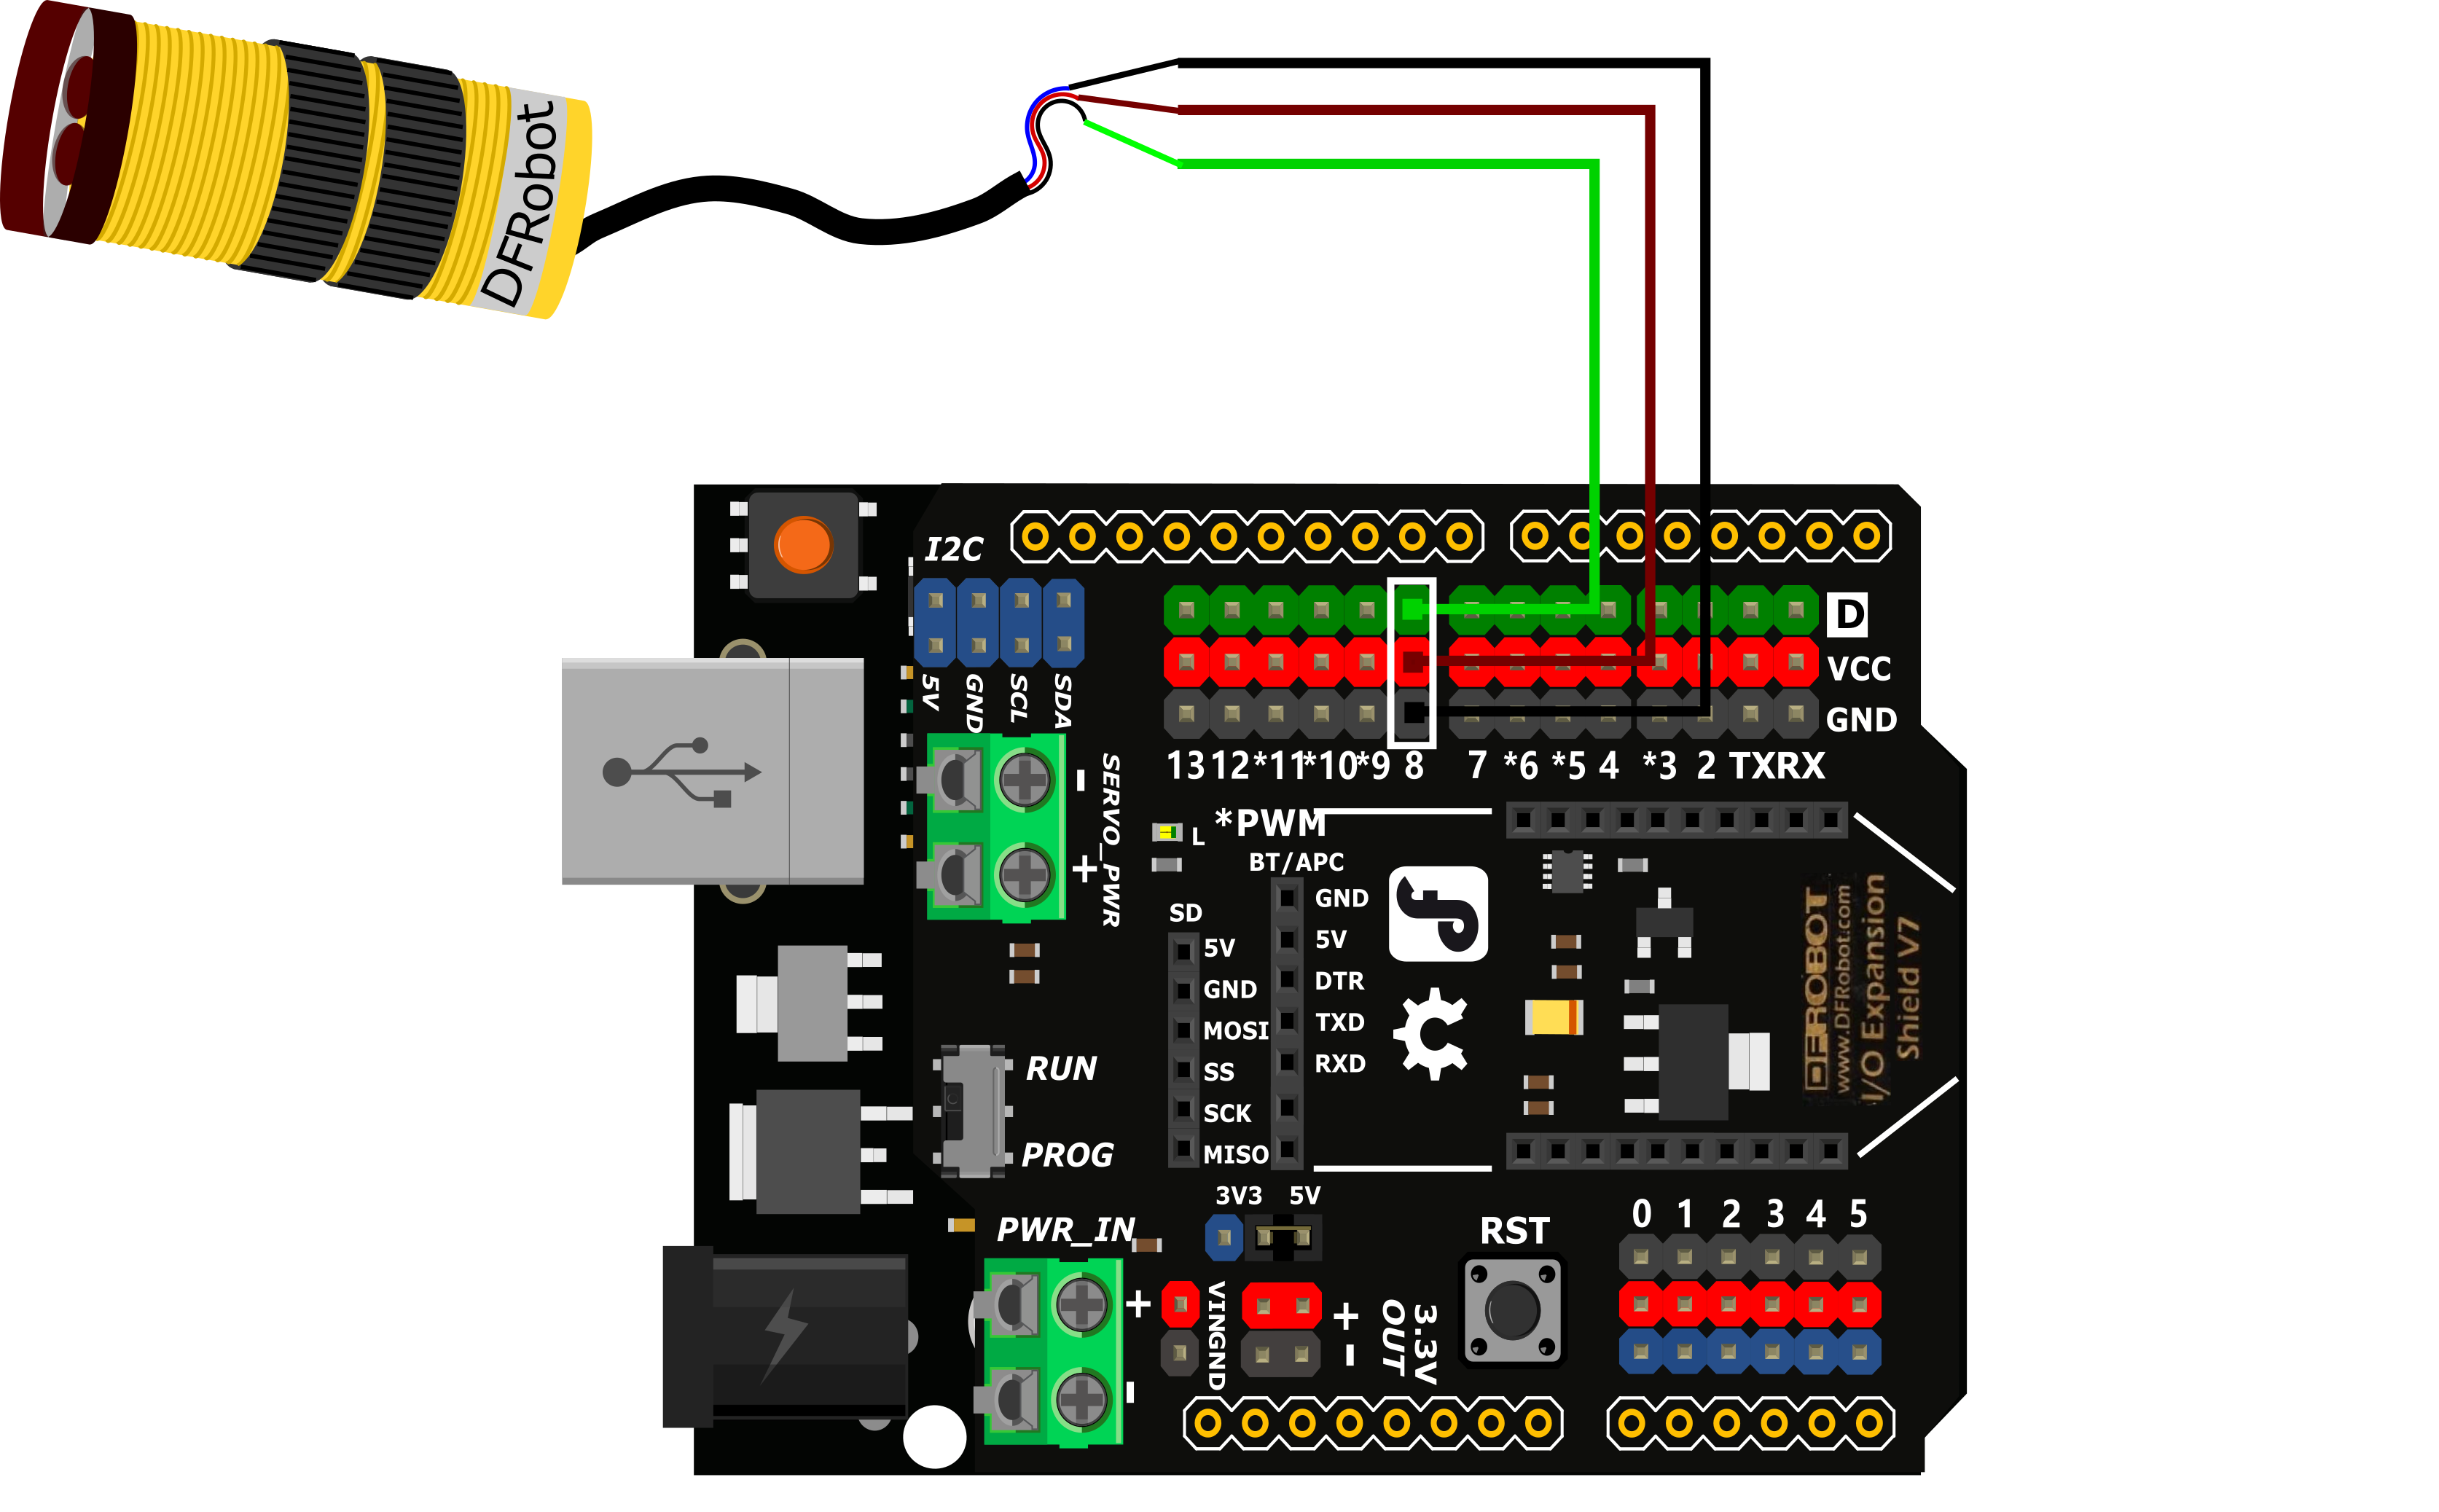 DFRobot
I2C
D
VCC
GND
5V
GND
SCL
SDA
13 12 *11 *10 *9 8 7 *6 *5 4 *3 2 TX RX
-
+
SERVO_PWR
L
*PWM
BT/APC
GND
5V
DTR
TXD
RXD
SD
5V
GND
MOSI
SS
SCK
MISO
DFROBOT
www.DFRobot.com
I/O Expansion
Shield V7
RUN
PROG
3V3 5V
PWR_IN
+
-
VIN
GND
+
-
3.3V
OUT
RST
0 1 2 3 4 5